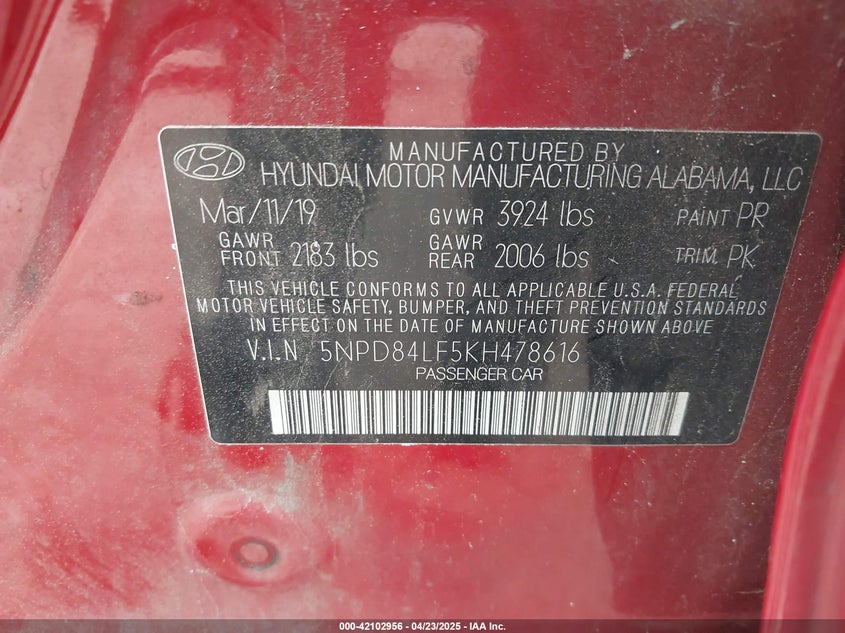 MANUFACTURED BY
HYUNDAI MOTOR MANUFACTURING ALABAMA, LLC
Mar/11/19 GVWR 3924 lbs PAINT PR
GAWR FRONT 2183 lbs GAWR REAR 2006 lbs TRIM PK
THIS VEHICLE CONFORMS TO ALL APPLICABLE U.S.A. FEDERAL
MOTOR VEHICLE SAFETY, BUMPER, AND THEFT PREVENTION STANDARDS
IN EFFECT ON THE DATE OF MANUFACTURE SHOWN ABOVE
V.I.N 5NPD84LF5KH478616
PASSENGER CAR
000-42102956 - 04/23/2025 - IAA Inc.